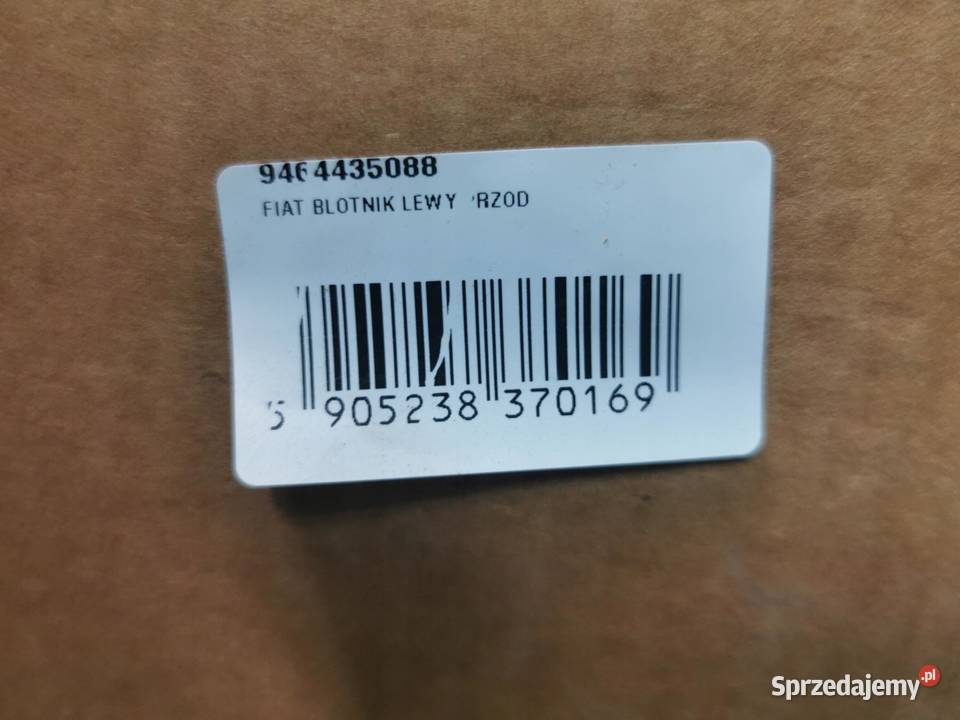 9464435088
FIAT BLOTNIK LEWY RZOD
5 905238 370169
Sprzedajemy.pl